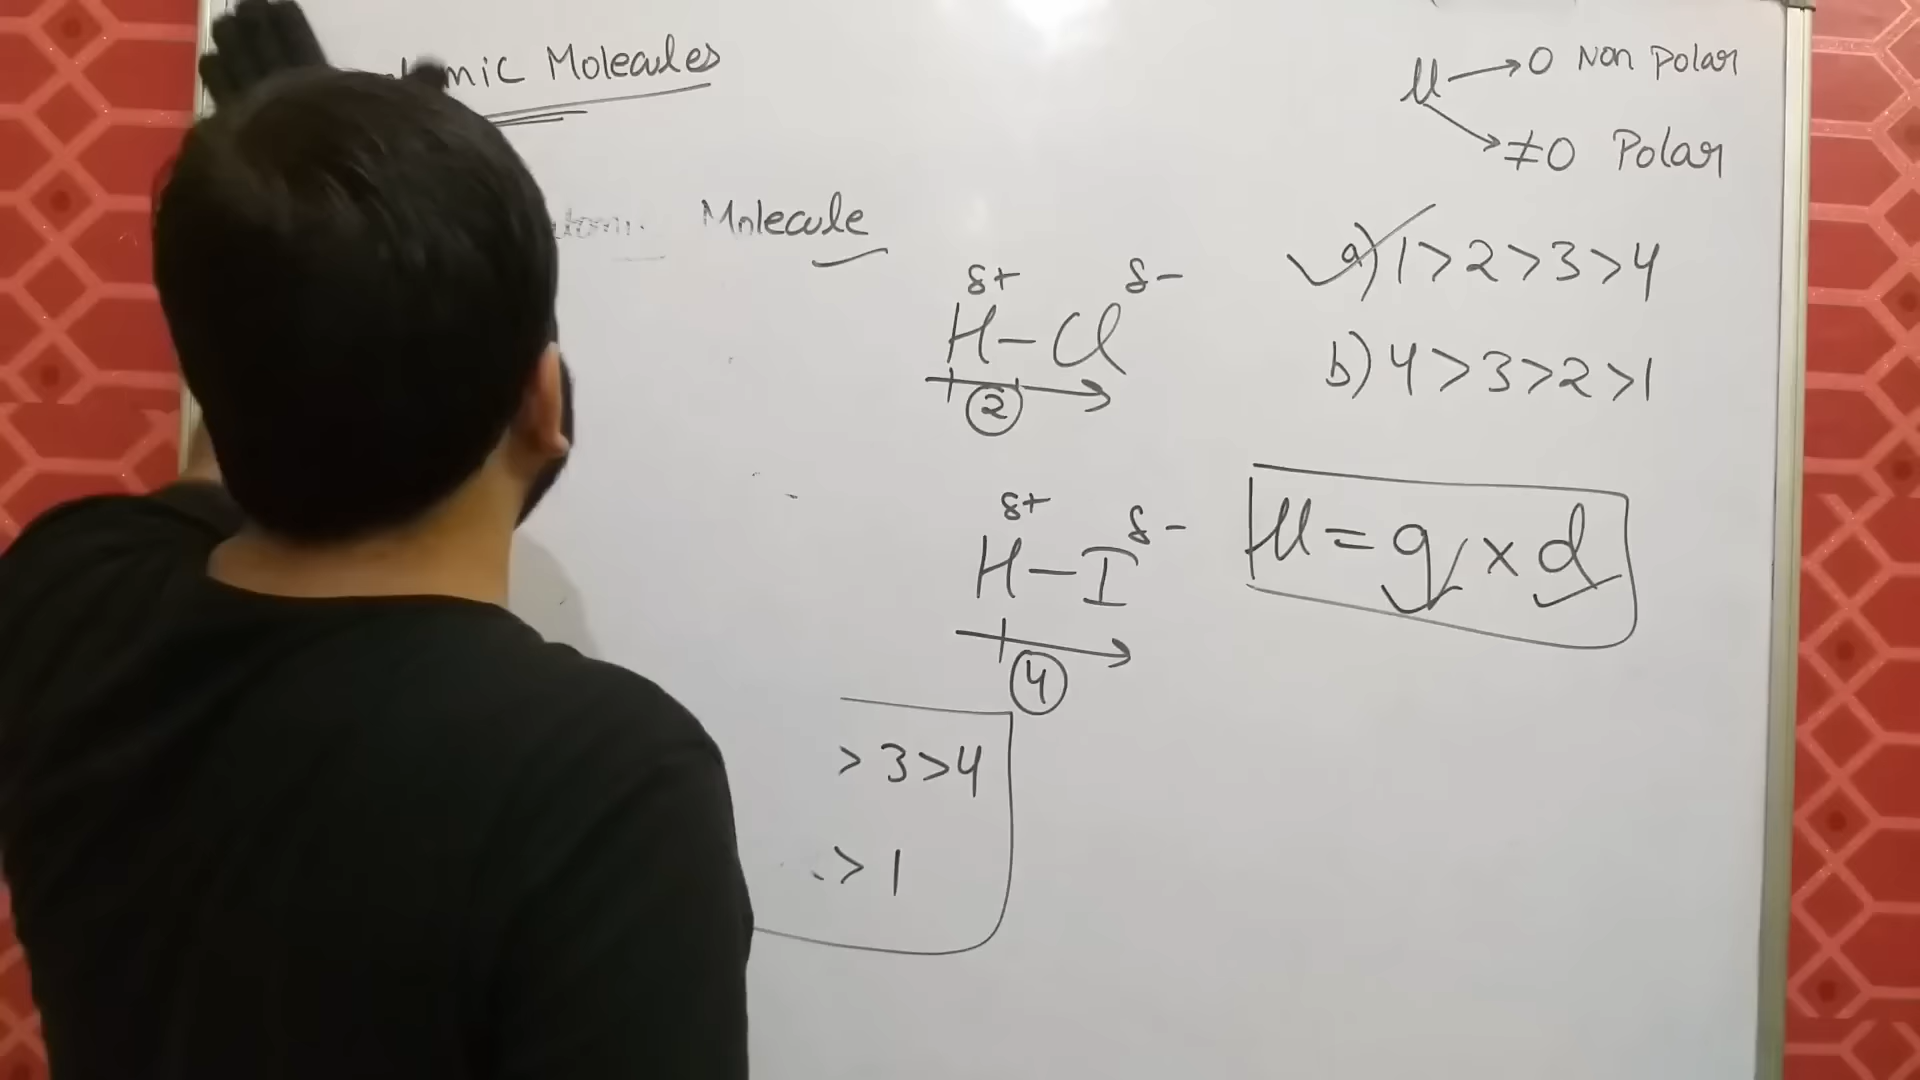 Molecules
Molecule
μ → 0 Non Polar
→ ≠0 Polar
δ+ δ-
H-Cl
2
a) 1>2>3>4
b) 4>3>2>1
δ+ δ-
H-I
4
μ = q × d
>3>4
>1